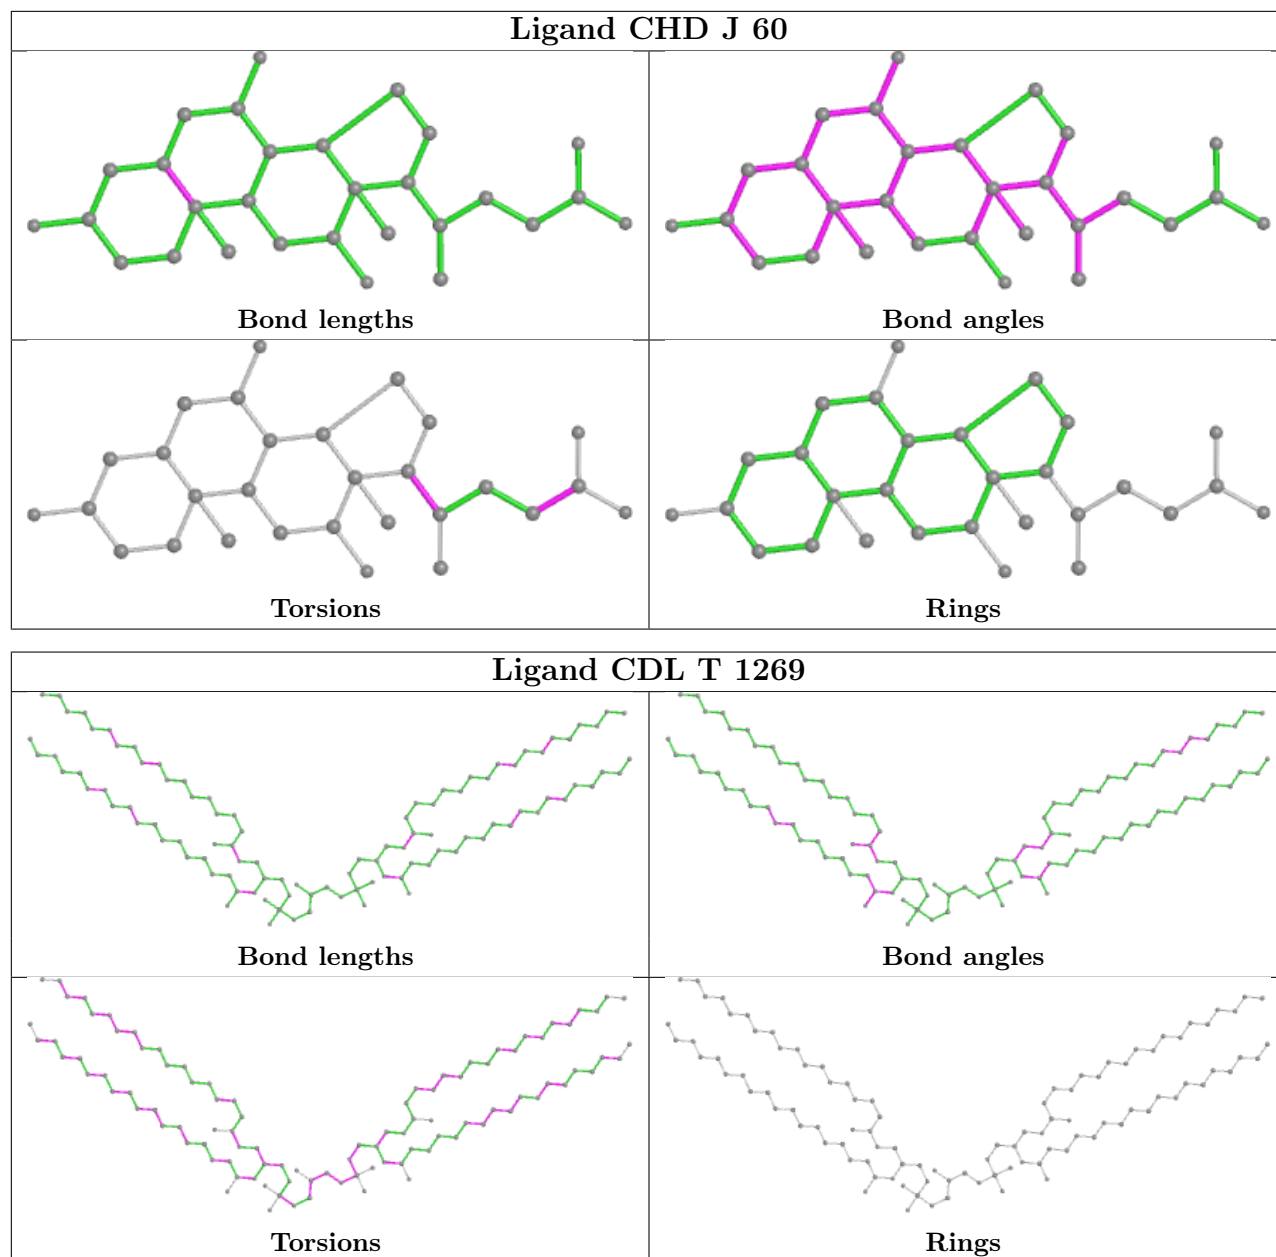 Ligand CHD J 60
Bond lengths
Bond angles
Torsions
Rings
Ligand CDL T 1269
Bond lengths
Bond angles
Torsions
Rings